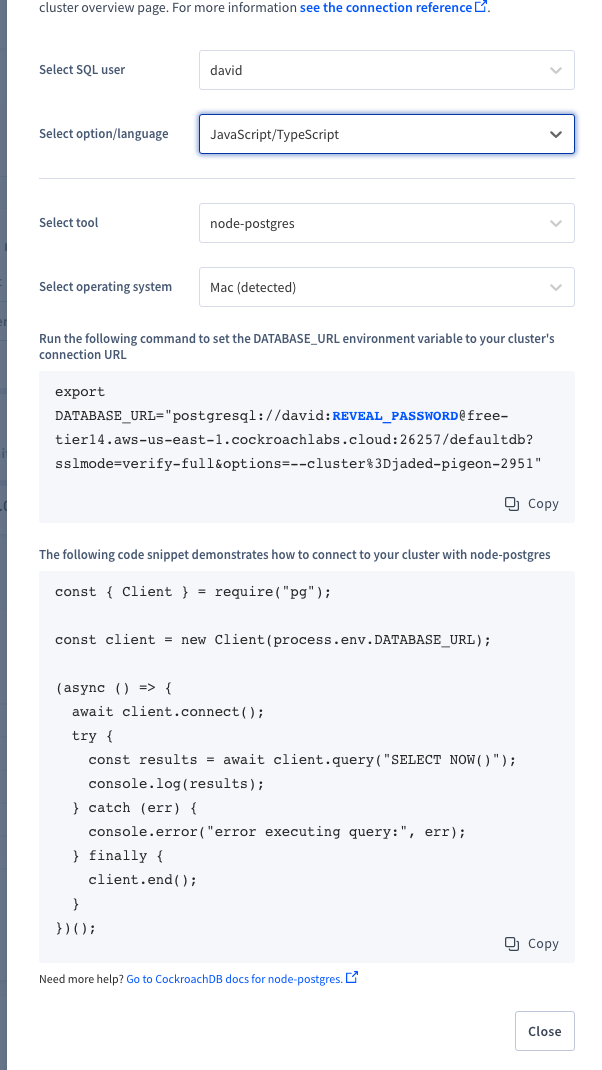 cluster overview page. For more information see the connection reference.
Select SQL user
david
Select option/language
JavaScript/TypeScript
Select tool
node-postgres
Select operating system
Mac (detected)
Run the following command to set the DATABASE_URL environment variable to your cluster's
connection URL
export
DATABASE_URL="postgresql://david:REVEAL_PASSWORD@free-
tier14.aws-us-east-1.cockroachlabs.cloud:26257/defaultdb?
sslmode=verify-full&options=--cluster%3Djaded-pigeon-2951"
Copy
The following code snippet demonstrates how to connect to your cluster with node-postgres
const { Client } = require("pg");
const client = new Client(process.env.DATABASE_URL);
(async () => {
  await client.connect();
  try {
    const results = await client.query("SELECT NOW()");
    console.log(results);
  } catch (err) {
    console.error("error executing query:", err);
  } finally {
    client.end();
  }
})();
Copy
Need more help? Go to CockroachDB docs for node-postgres.
Close